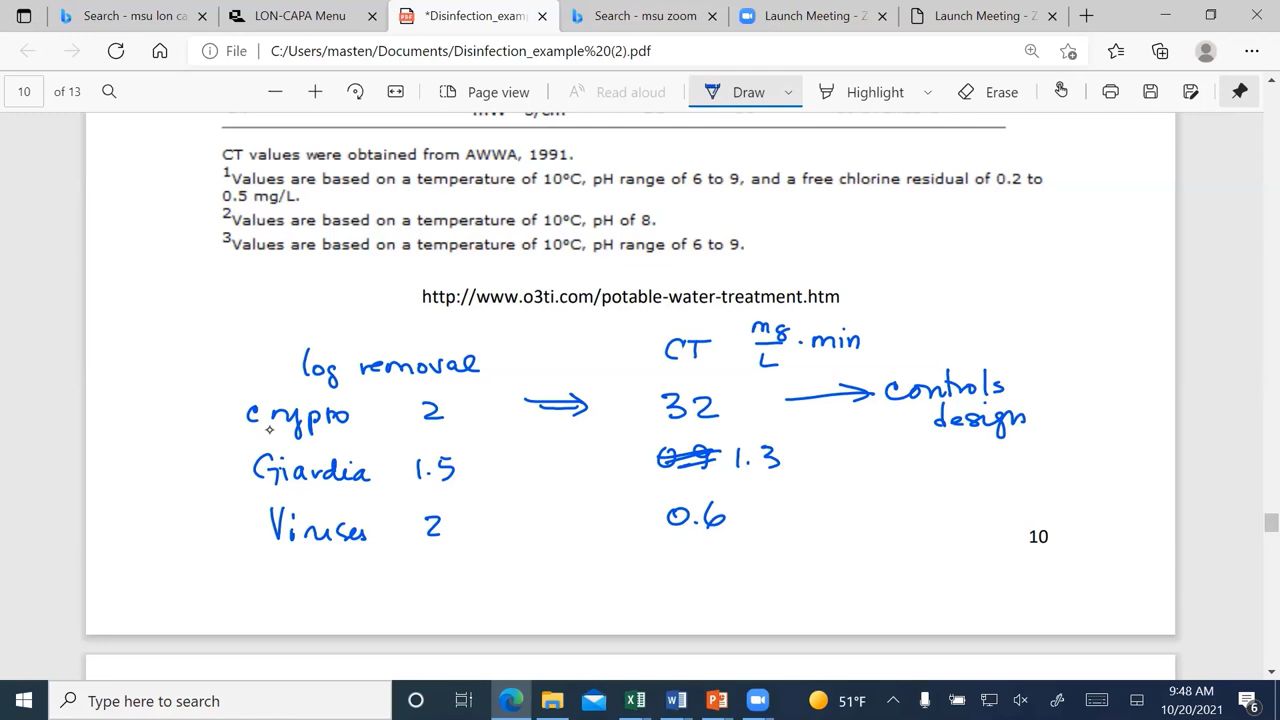 Search - msu lon ca
LON-CAPA Menu
*Disinfection_exam
Search - msu zoom
Launch Meeting - Z
Launch Meeting - Z
File
C:/Users/masten/Documents/Disinfection_example%20(2).pdf
10 of 13
Page view
Read aloud
Draw
Highlight
Erase
CT values were obtained from AWWA, 1991.
1Values are based on a temperature of 10°C, pH range of 6 to 9, and a free chlorine residual of 0.2 to
0.5 mg/L.
2Values are based on a temperature of 10°C, pH of 8.
3Values are based on a temperature of 10°C, pH range of 6 to 9.
http://www.o3ti.com/potable-water-treatment.htm
log removal CT mg/L · min
crypto 2 ⇒ 32 → controls
design
Giardia 1.5 1.3
Viruses 2 0.6
10
Type here to search
51°F
9:48 AM
10/20/2021
6